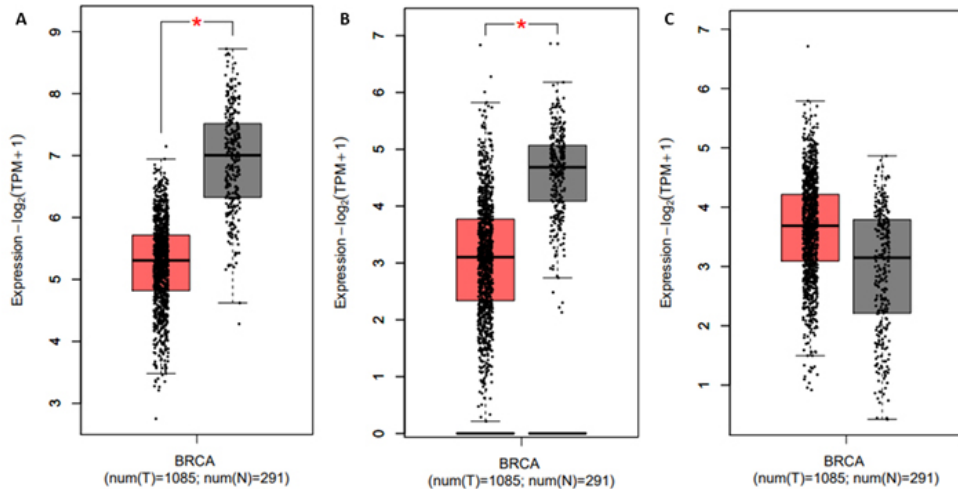 A
*
Expression – log2(TPM + 1)
9
8
7
6
5
4
3
BRCA
(num(T)=1085; num(N)=291)
B
*
Expression – log2(TPM + 1)
7
6
5
4
3
2
1
0
BRCA
(num(T)=1085; num(N)=291)
C
Expression – log2(TPM + 1)
7
6
5
4
3
2
1
BRCA
(num(T)=1085; num(N)=291)